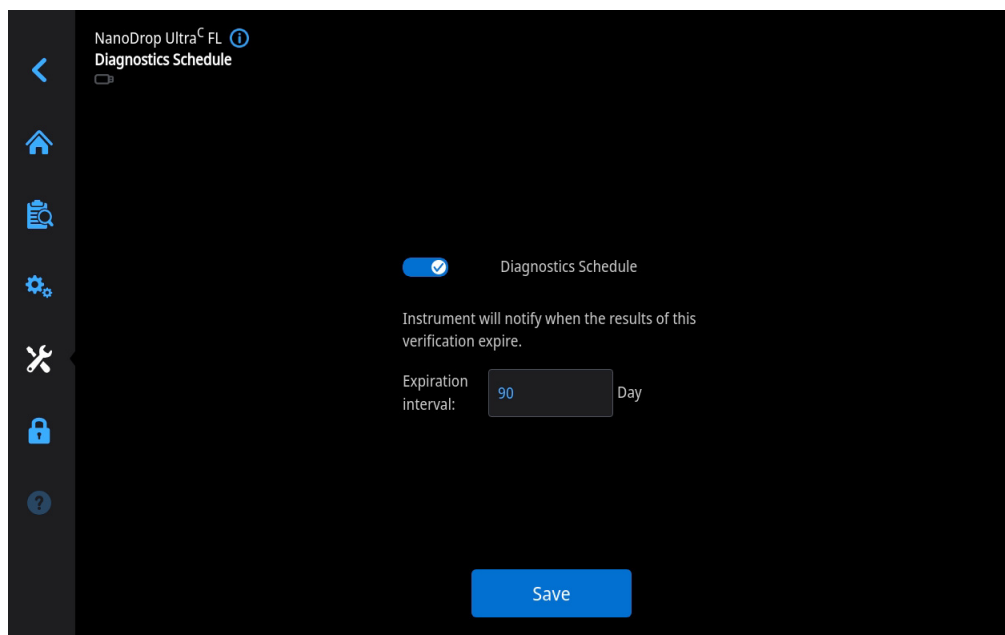 NanoDrop Ultra^C FL
Diagnostics Schedule
Diagnostics Schedule
Instrument will notify when the results of this
verification expire.
Expiration
interval:
90
Day
Save